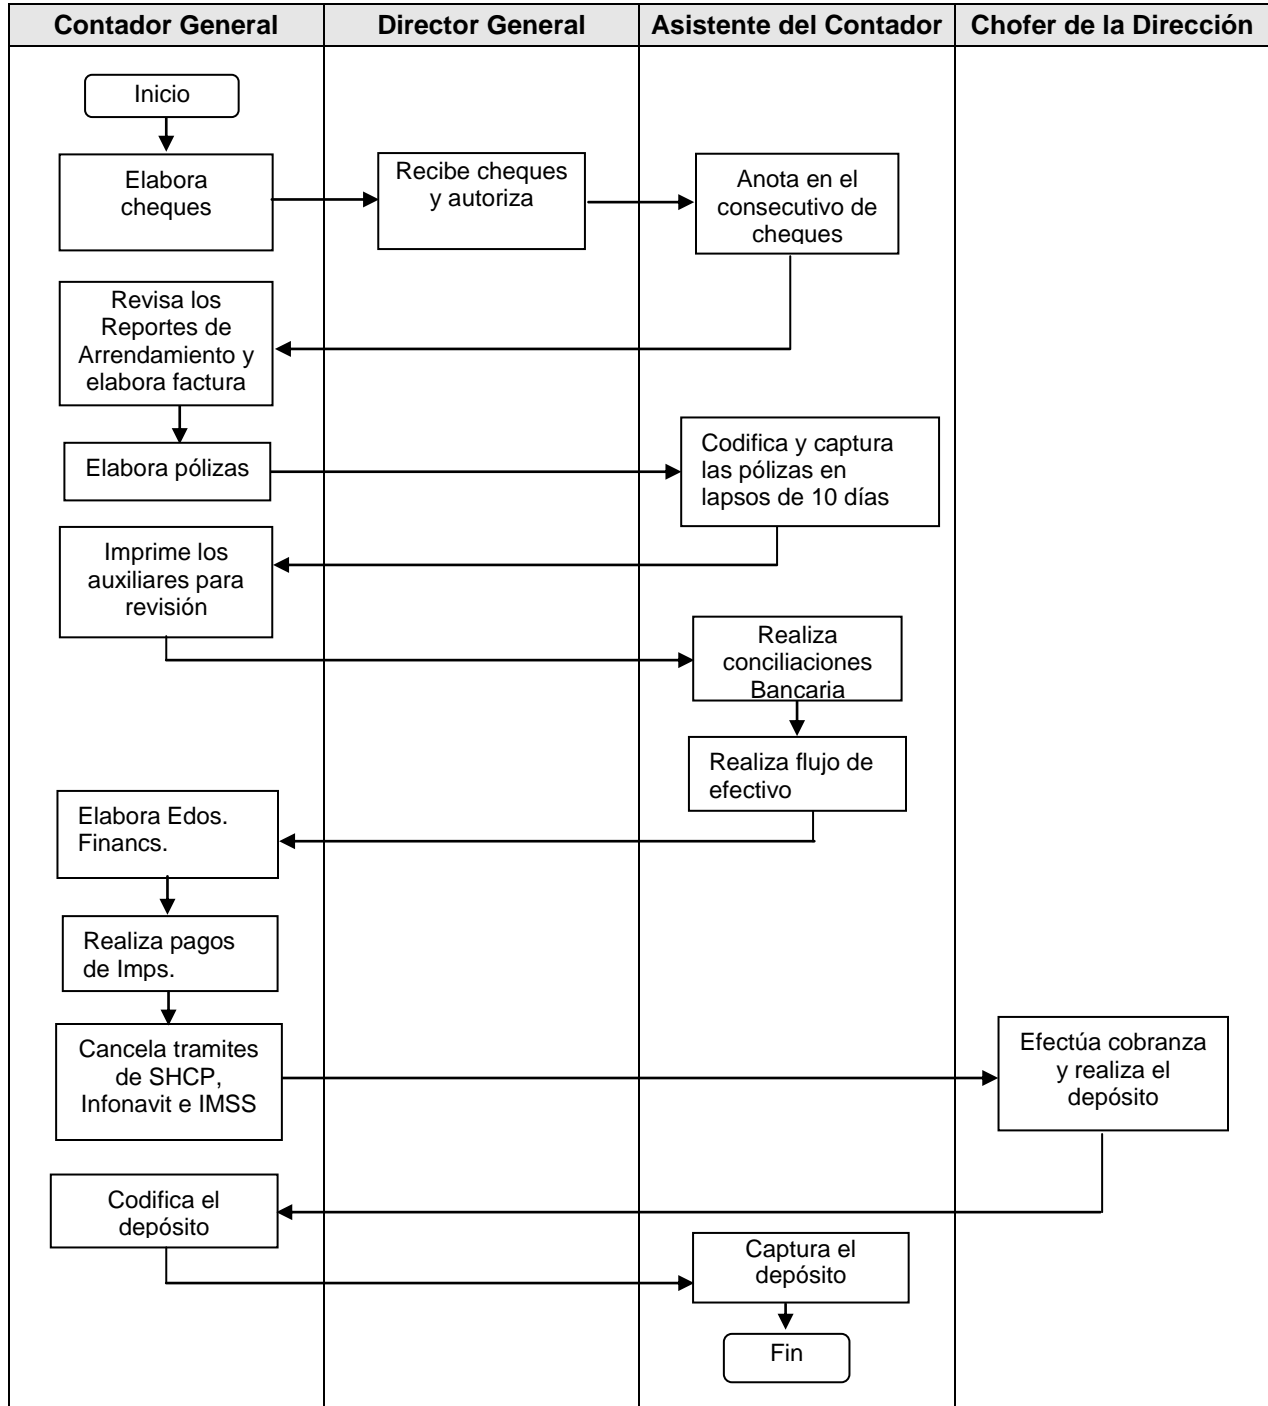 Contador General
Director General
Asistente del Contador
Chofer de la Dirección
Inicio
Elabora
cheques
Recibe cheques
y autoriza
Anota en el
consecutivo de
cheques
Revisa los
Reportes de
Arrendamiento y
elabora factura
Elabora pólizas
Codifica y captura
las pólizas en
lapsos de 10 días
Imprime los
auxiliares para
revisión
Realiza
conciliaciones
Bancaria
Realiza flujo de
efectivo
Elabora Edos.
Financs.
Realiza pagos
de Imps.
Cancela tramites
de SHCP,
Infonavit e IMSS
Efectúa cobranza
y realiza el
depósito
Codifica el
depósito
Captura el
depósito
Fin